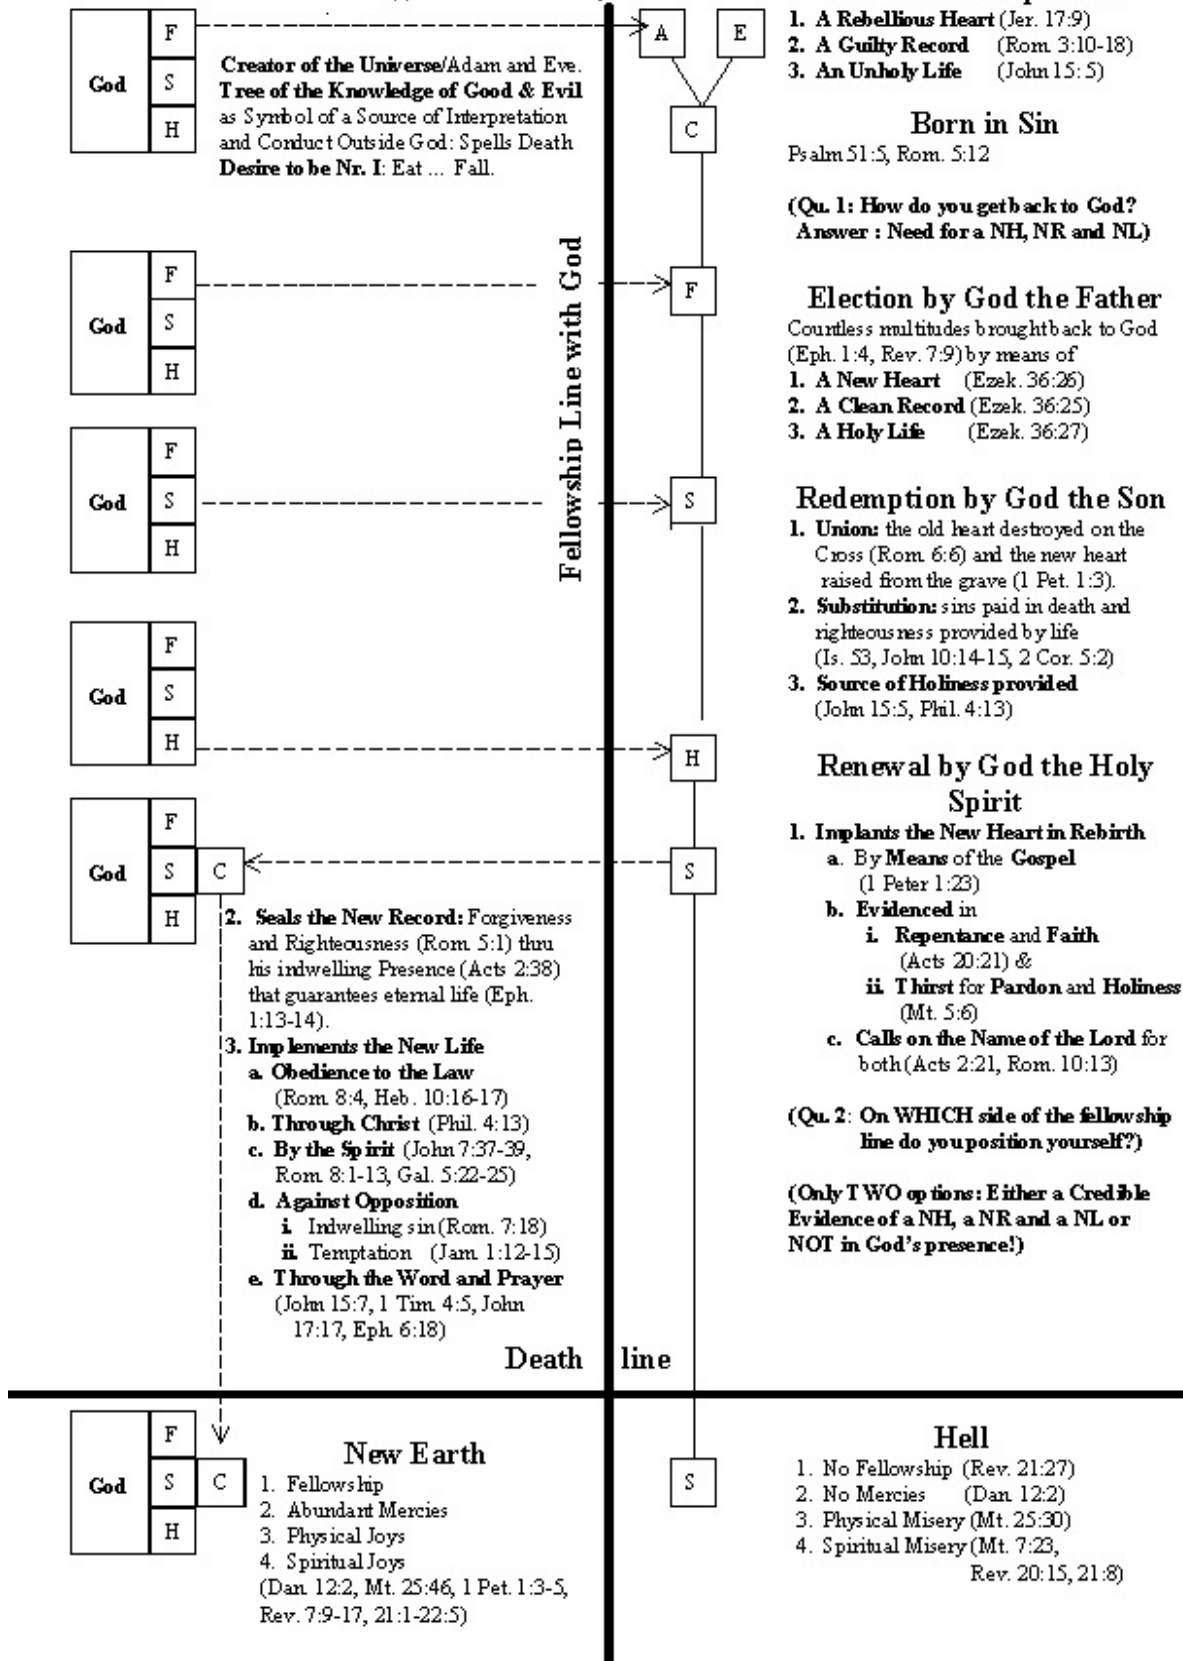 F
God
S
H
A
E
C
Creator of the Universe/Adam and Eve.
Tree of the Knowledge of Good & Evil
as Symbol of a Source of Interpretation
and Conduct Outside God: Spells Death
Desire to be Nr. I: Eat ... Fall.
1. A Rebellious Heart (Jer. 17:9)
2. A Guilty Record (Rom. 3:10-18)
3. An Unholy Life (John 15: 5)
Born in Sin
Psalm 51:5, Rom. 5:12
(Qu. 1: How do you get back to God?
Answer : Need for a NH, NR and NL)
Fellowship Line with God
F
God
S
H
F
Election by God the Father
Countless multitudes brought back to God
(Eph. 1:4, Rev. 7:9) by means of
1. A New Heart (Ezek. 36:26)
2. A Clean Record (Ezek. 36:25)
3. A Holy Life (Ezek. 36:27)
F
God
S
H
S
Redemption by God the Son
1. Union: the old heart destroyed on the
Cross (Rom. 6:6) and the new heart
raised from the grave (1 Pet. 1:3).
2. Substitution: sins paid in death and
righteousness provided by life
(Is. 53, John 10:14-15, 2 Cor. 5:2)
3. Source of Holiness provided
(John 15:5, Phil. 4:13)
F
God
S
H
H
Renewal by God the Holy
Spirit
1. Implants the New Heart in Rebirth
a. By Means of the Gospel
(1 Peter 1:23)
b. Evidenced in
i. Repentance and Faith
(Acts 20:21) &
ii. Thirst for Pardon and Holiness
(Mt. 5:6)
c. Calls on the Name of the Lord for
both (Acts 2:21, Rom. 10:13)
(Qu. 2: On WHICH side of the fellowship
line do you position yourself?)
(Only TWO options: Either a Credible
Evidence of a NH, a NR and a NL or
NOT in God's presence!)
F
God
S
C
H
S
2. Seals the New Record: Forgiveness
and Righteousness (Rom. 5:1) thru
his indwelling Presence (Acts 2:38)
that guarantees eternal life (Eph.
1:13-14).
3. Implements the New Life
a. Obedience to the Law
(Rom. 8:4, Heb. 10:16-17)
b. Through Christ (Phil. 4:13)
c. By the Spirit (John 7:37-39,
Rom. 8:1-13, Gal. 5:22-25)
d. Against Opposition
i. Indwelling sin (Rom. 7:18)
ii. Temptation (Jam. 1:12-15)
e. Through the Word and Prayer
(John 15:7, 1 Tim. 4:5, John
17:17, Eph. 6:18)
Death line
F
God
S
C
H
New Earth
1. Fellowship
2. Abundant Mercies
3. Physical Joys
4. Spiritual Joys
(Dan. 12:2, Mt. 25:46, 1 Pet. 1:3-5,
Rev. 7:9-17, 21:1-22:5)
S
Hell
1. No Fellowship (Rev. 21:27)
2. No Mercies (Dan. 12:2)
3. Physical Misery (Mt. 25:30)
4. Spiritual Misery (Mt. 7:23,
Rev. 20:15, 21:8)